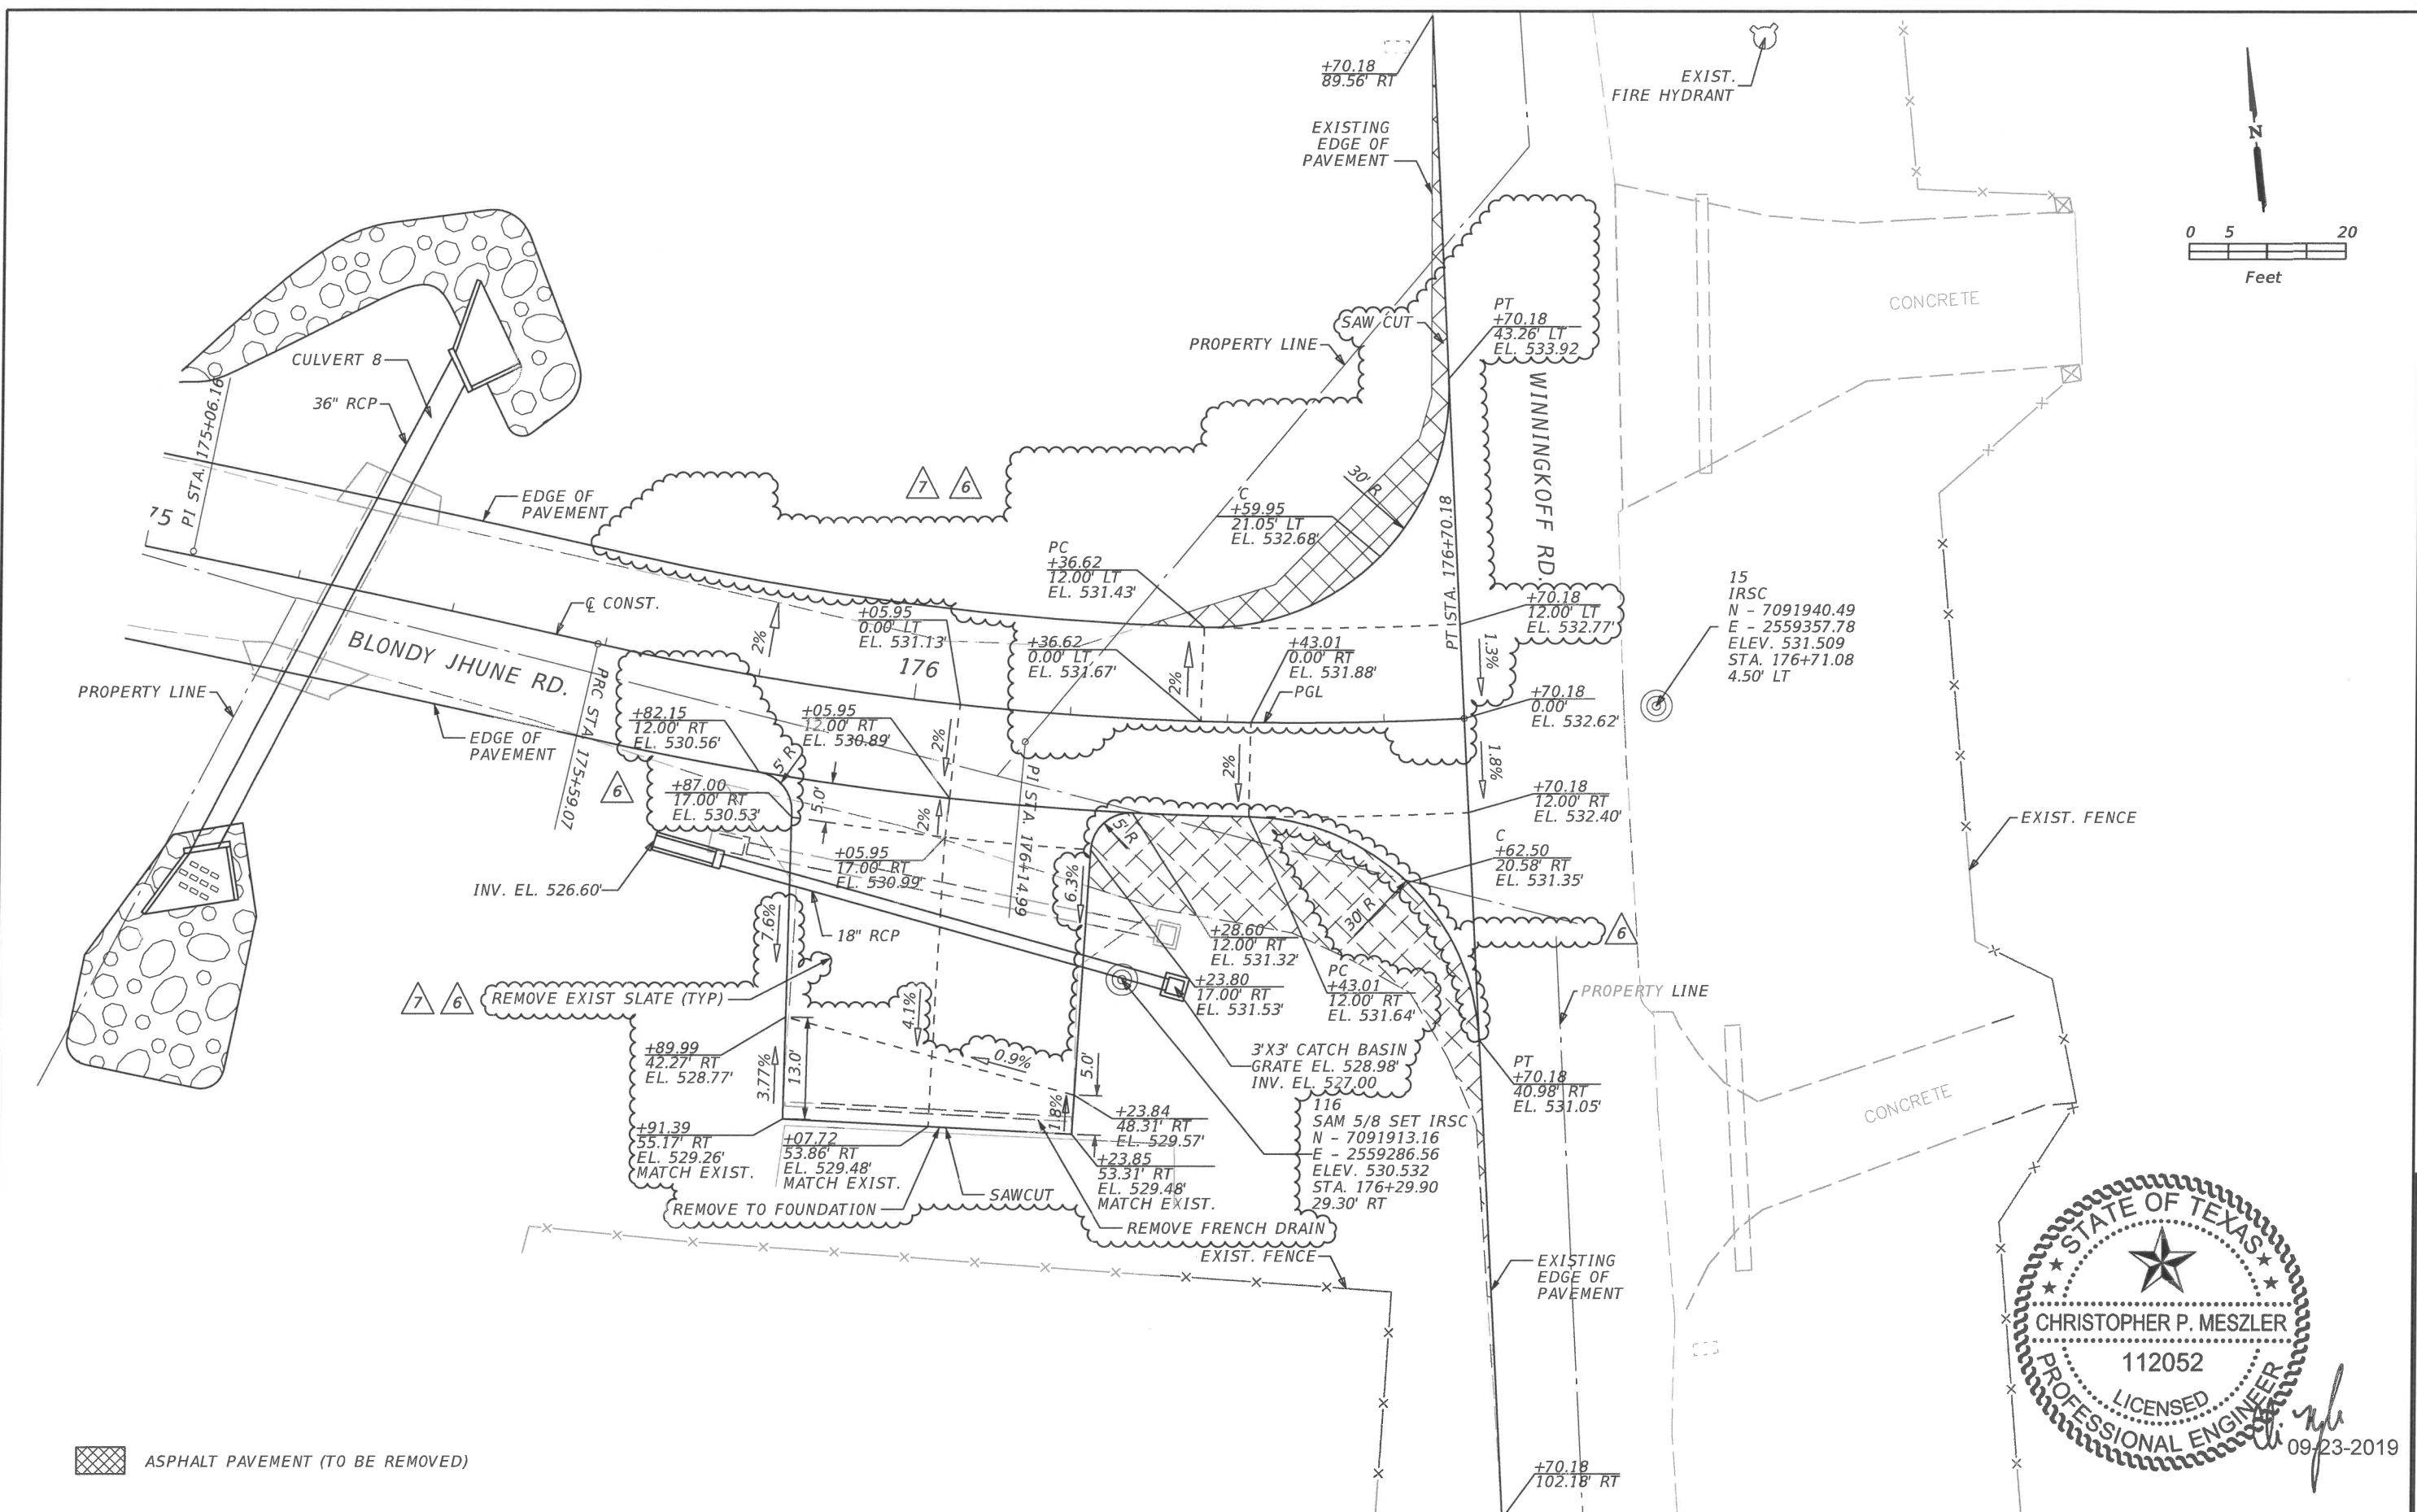 +70.18
89.56' RT
EXIST.
FIRE HYDRANT
EXISTING
EDGE OF
PAVEMENT
N
0 5 20
Feet
CONCRETE
SAW CUT
PT
+70.18
43.26' LT
EL. 533.92
PROPERTY LINE
CULVERT 8
36" RCP
PI STA. 175+06.16
75
WINNINGKOFF RD.
EDGE OF
PAVEMENT
7
6
30' R
'C
+59.95
21.05' LT
EL. 532.68'
PT STA. 176+70.18
PC
+36.62
12.00' LT
EL. 531.43'
15
IRSC
N - 7091940.49
E - 2559357.78
ELEV. 531.509
STA. 176+71.08
4.50' LT
℄ CONST.
BLONDY JHUNE RD.
2%
+05.95
0.00' LT
EL. 531.13'
176
+36.62
0.00' LT
EL. 531.67'
2%
+43.01
0.00' RT
EL. 531.88'
PGL
+70.18
12.00' LT
EL. 532.77'
1.3%
+70.18
0.00'
EL. 532.62'
1.8%
PROPERTY LINE
EDGE OF
PAVEMENT
PRC STA. 175+59.07
+82.15
12.00' RT
EL. 530.56'
5' R
+05.95
12.00' RT
EL. 530.89'
2%
PI STA. 176+14.99
2%
+70.18
12.00' RT
EL. 532.40'
6
+87.00
17.00' RT
EL. 530.53'
5.0'
2%
5' R
EXIST. FENCE
C
+62.50
20.58' RT
EL. 531.35'
+05.95
17.00' RT
EL. 530.99'
INV. EL. 526.60'
6.3%
30' R
7.6%
18" RCP
+28.60
12.00' RT
EL. 531.32'
6
+23.80
17.00' RT
EL. 531.53'
PC
+43.01
12.00' RT
EL. 531.64'
PROPERTY LINE
7
6
REMOVE EXIST SLATE (TYP)
4.1%
0.9%
+89.99
42.27' RT
EL. 528.77'
3.77%
13.0'
5.0'
1.8%
3'X3' CATCH BASIN
GRATE EL. 528.98'
INV. EL. 527.00
PT
+70.18
40.98' RT
EL. 531.05'
CONCRETE
+91.39
55.17' RT
EL. 529.26'
MATCH EXIST.
+07.72
53.86' RT
EL. 529.48'
MATCH EXIST.
+23.84
48.31' RT
EL. 529.57'
+23.85
53.31' RT
EL. 529.48'
MATCH EXIST.
116
SAM 5/8 SET IRSC
N - 7091913.16
E - 2559286.56
ELEV. 530.532
STA. 176+29.90
29.30' RT
REMOVE TO FOUNDATION
SAWCUT
REMOVE FRENCH DRAIN
EXIST. FENCE
EXISTING
EDGE OF
PAVEMENT
STATE OF TEXAS
CHRISTOPHER P. MESZLER
112052
LICENSED
PROFESSIONAL ENGINEER
09-23-2019
ASPHALT PAVEMENT (TO BE REMOVED)
+70.18
102.18' RT